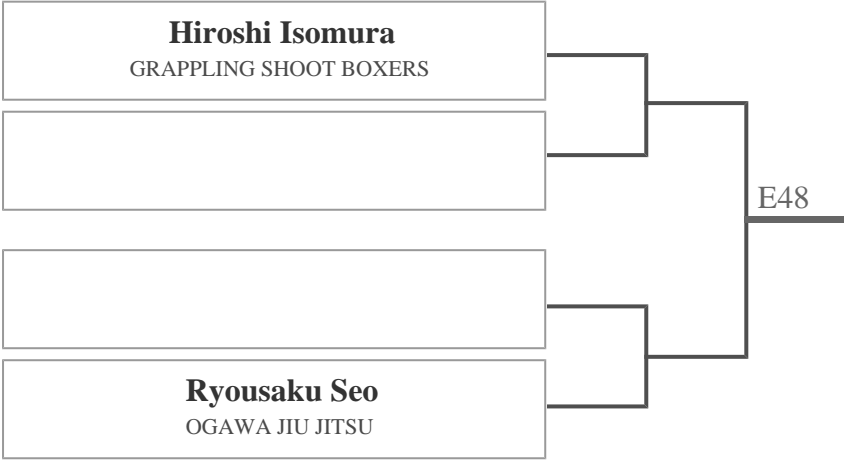 Hiroshi Isomura
GRAPPLING SHOOT BOXERS
E48
Ryousaku Seo
OGAWA JIU JITSU